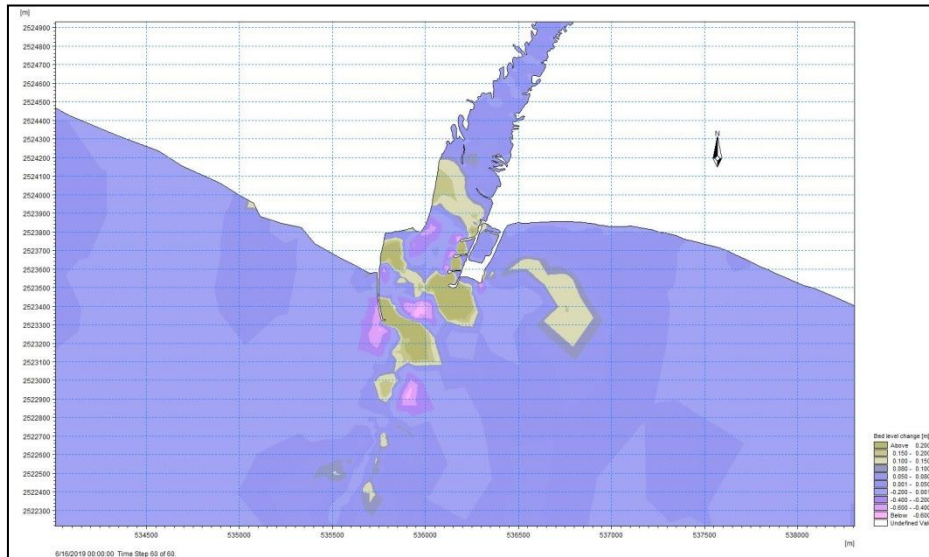 [m]
2524900
2524800
2524700
2524600
2524500
2524400
2524300
2524200
2524100
2524000
2523900
2523800
2523700
2523600
2523500
2523400
2523300
2523200
2523100
2523000
2522900
2522800
2522700
2522600
2522500
2522400
2522300
N
Bed level change [m]
Above 0.200
0.150 - 0.200
0.100 - 0.150
0.080 - 0.100
0.050 - 0.080
0.001 - 0.050
-0.200 - 0.001
-0.400 - -0.200
-0.600 - -0.400
Below -0.600
Undefined Valu
534500 535000 535500 536000 536500 537000 537500 538000
[m]
6/16/2019 00:00:00 Time Step 60 of 60.